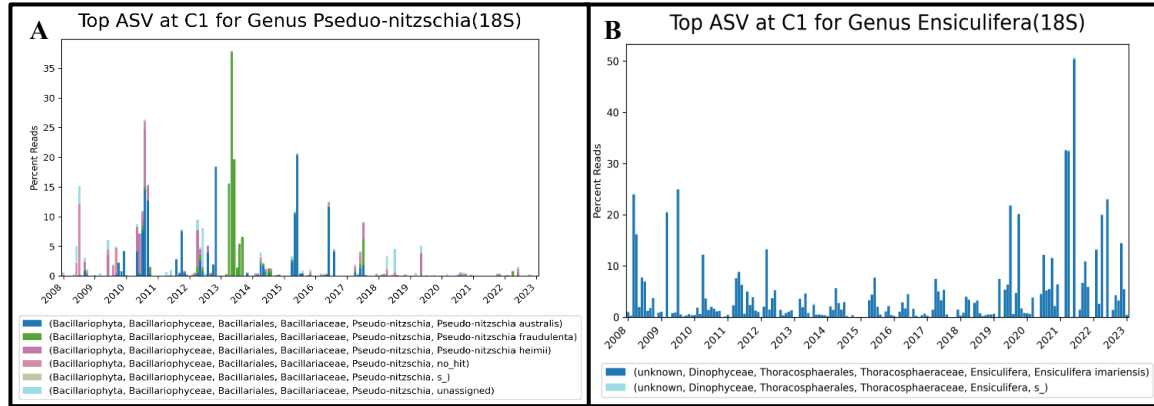 A
Top ASV at C1 for Genus Pseduo-nitzschia(18S)
Percent Reads
35
30
25
20
15
10
5
0
2008 2009 2010 2011 2012 2013 2014 2015 2016 2017 2018 2019 2020 2021 2022 2023
(Bacillariophyta, Bacillariophyceae, Bacillariales, Bacillariaceae, Pseudo-nitzschia, Pseudo-nitzschia australis)
(Bacillariophyta, Bacillariophyceae, Bacillariales, Bacillariaceae, Pseudo-nitzschia, Pseudo-nitzschia fraudulenta)
(Bacillariophyta, Bacillariophyceae, Bacillariales, Bacillariaceae, Pseudo-nitzschia, Pseudo-nitzschia heimii)
(Bacillariophyta, Bacillariophyceae, Bacillariales, Bacillariaceae, Pseudo-nitzschia, no_hit)
(Bacillariophyta, Bacillariophyceae, Bacillariales, Bacillariaceae, Pseudo-nitzschia, s_)
(Bacillariophyta, Bacillariophyceae, Bacillariales, Bacillariaceae, Pseudo-nitzschia, unassigned)
B
Top ASV at C1 for Genus Ensiculifera(18S)
Percent Reads
50
40
30
20
10
0
2008 2009 2010 2011 2012 2013 2014 2015 2016 2017 2018 2019 2020 2021 2022 2023
(unknown, Dinophyceae, Thoracosphaerales, Thoracosphaeraceae, Ensiculifera, Ensiculifera imariensis)
(unknown, Dinophyceae, Thoracosphaerales, Thoracosphaeraceae, Ensiculifera, s_)